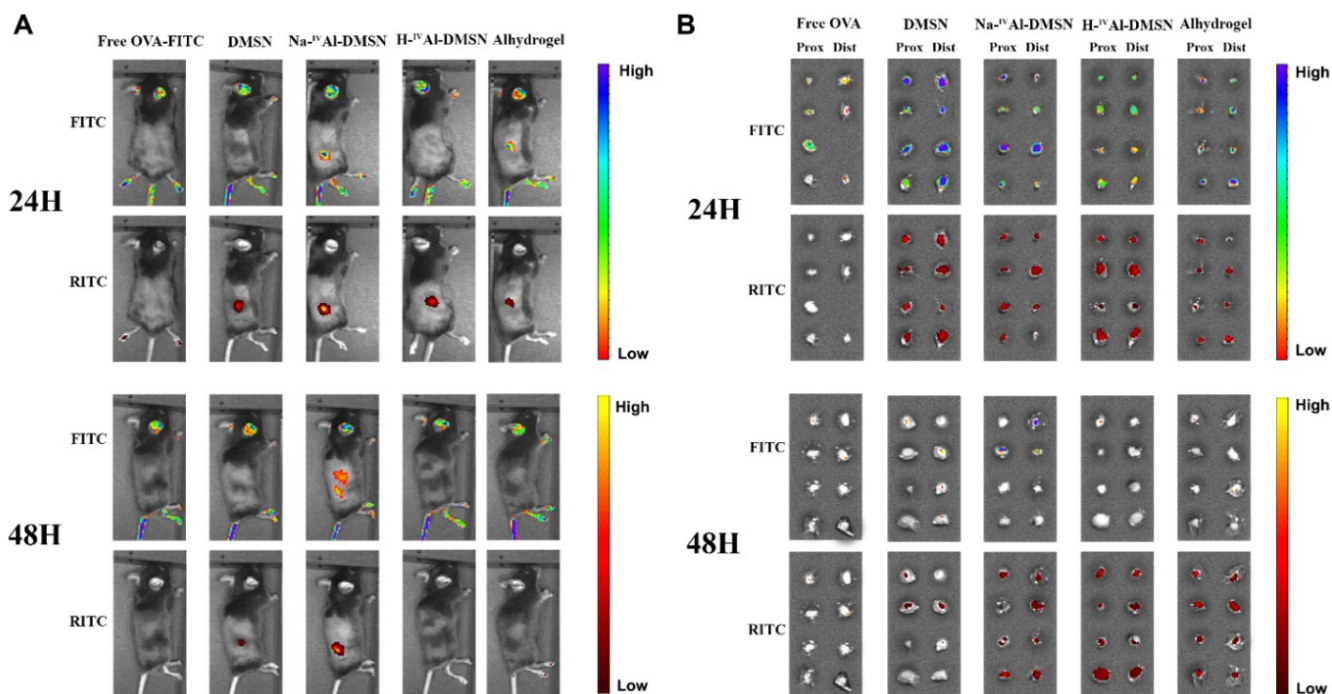 A
Free OVA-FITC DMSN Na-ᴵⱽAl-DMSN H-ᴵⱽAl-DMSN Alhydrogel
FITC
24H
RITC
FITC
48H
RITC
B
Free OVA DMSN Na-ᴵⱽAl-DMSN H-ᴵⱽAl-DMSN Alhydrogel
Prox Dist Prox Dist Prox Dist Prox Dist Prox Dist
FITC
24H
RITC
FITC
48H
RITC
High
Low
High
Low
High
Low
High
Low